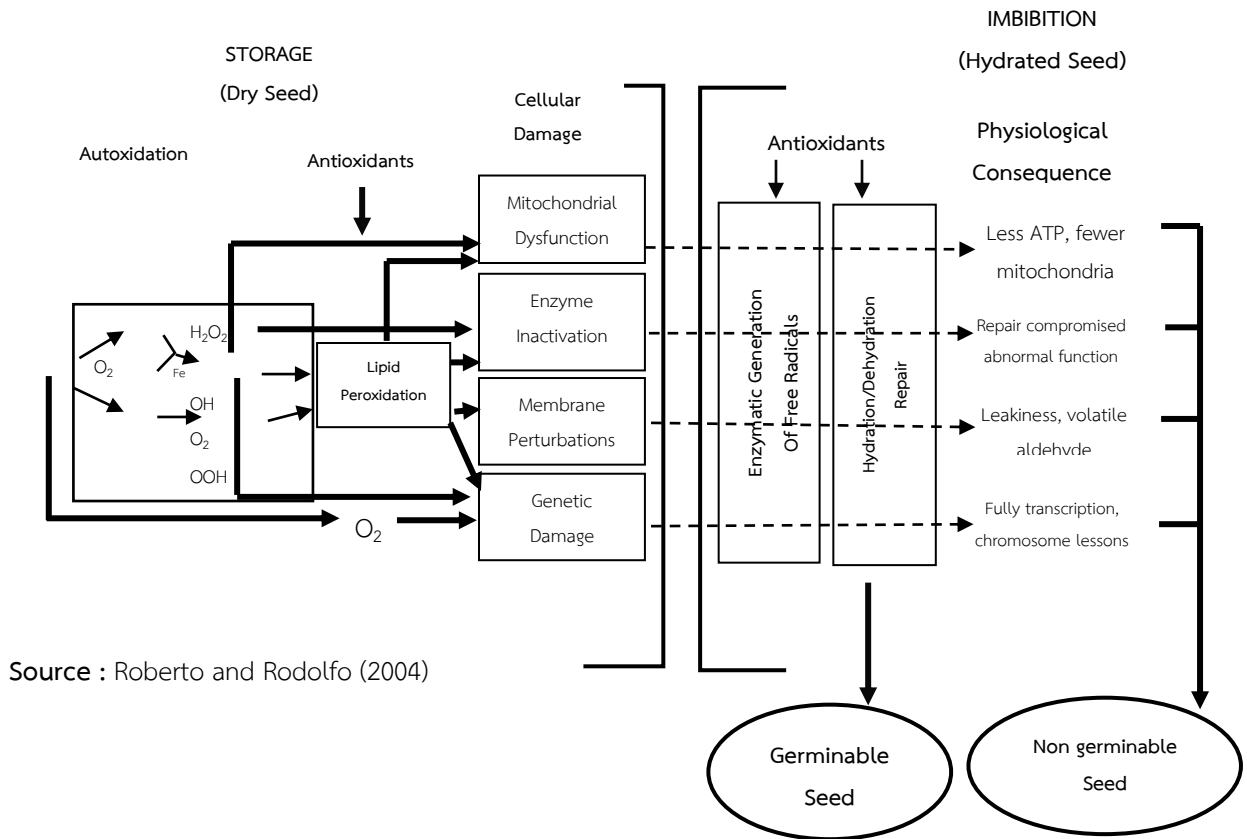 STORAGE
(Dry Seed)
IMBIBITION
(Hydrated Seed)
Autoxidation
Antioxidants
Cellular
Damage
Antioxidants
Physiological
Consequence
Mitochondrial
Dysfunction
Enzyme
Inactivation
Membrane
Perturbations
Genetic
Damage
O₂
Fe
H₂O₂
OH
O₂
OOH
Lipid
Peroxidation
O₂
Enzymatic Generation
Of Free Radicals
Hydration/Dehydration
Repair
Less ATP, fewer
mitochondria
Repair compromised
abnormal function
Leakiness, volatile
aldehyde
Fully transcription,
chromosome lessons
Source : Roberto and Rodolfo (2004)
Germinable
Seed
Non germinable
Seed